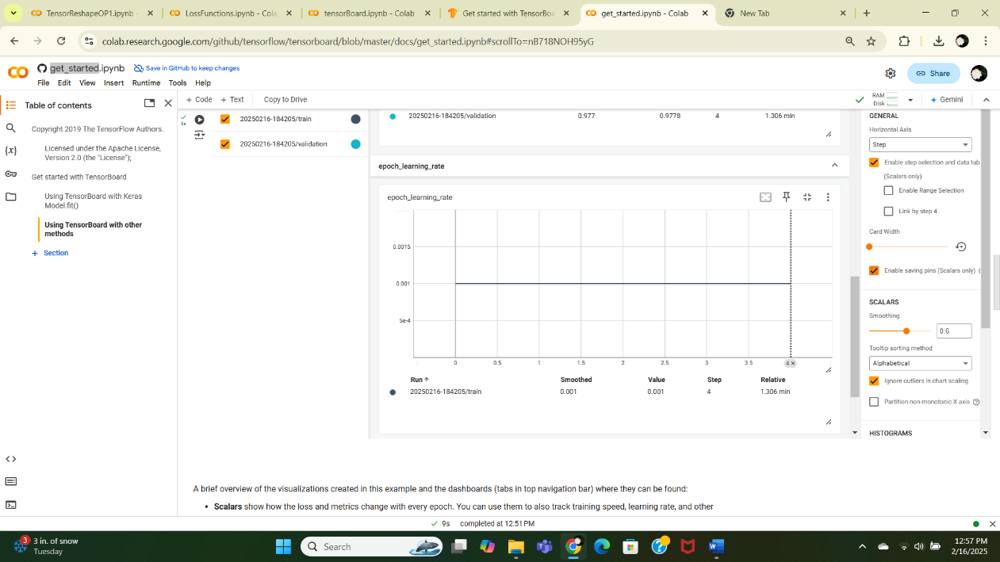 TensorReshapeOP1.ipynb -
LossFunctions.ipynb - Cola
tensorBoard.ipynb - Colab
Get started with TensorBoa
get_started.ipynb - Colab
New Tab
colab.research.google.com/github/tensorflow/tensorboard/blob/master/docs/get_started.ipynb#scrollTo=nB718NOH95yG
get_started.ipynb
Save in GitHub to keep changes
File Edit View Insert Runtime Tools Help
Share
Table of contents
+ Code + Text
Copy to Drive
RAM
Disk
Gemini
Copyright 2019 The TensorFlow Authors.
Licensed under the Apache License,
Version 2.0 (the "License");
Get started with TensorBoard
Using TensorBoard with Keras
Model.fit()
Using TensorBoard with other
methods
+ Section
9s
20250216-184205/train
20250216-184205/validation
20250216-184205/validation 0.977 0.9778 4 1.306 min
epoch_learning_rate
epoch_learning_rate
0.0015
0.001
5e-4
0 0.5 1 1.5 2 2.5 3 3.5 4
Run Smoothed Value Step Relative
20250216-184205/train 0.001 0.001 4 1.306 min
GENERAL
Horizontal Axis
Step
Enable step selection and data tab
(Scalars only)
Enable Range Selection
Link by step 4
Card Width
Enable saving pins (Scalars only)
SCALARS
Smoothing
0.6
Tooltip sorting method
Alphabetical
Ignore outliers in chart scaling
Partition non-monotonic X axis
HISTOGRAMS
A brief overview of the visualizations created in this example and the dashboards (tabs in top navigation bar) where they can be found:
• Scalars show how the loss and metrics change with every epoch. You can use them to also track training speed, learning rate, and other
9s completed at 12:51 PM
3
3 in. of snow
Tuesday
Search
12:57 PM
2/16/2025